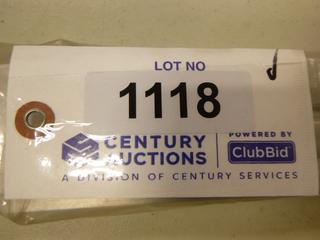 LOT NO
1118
CENTURY AUCTIONS
POWERED BY
ClubBid
A DIVISION OF CENTURY SERVICES